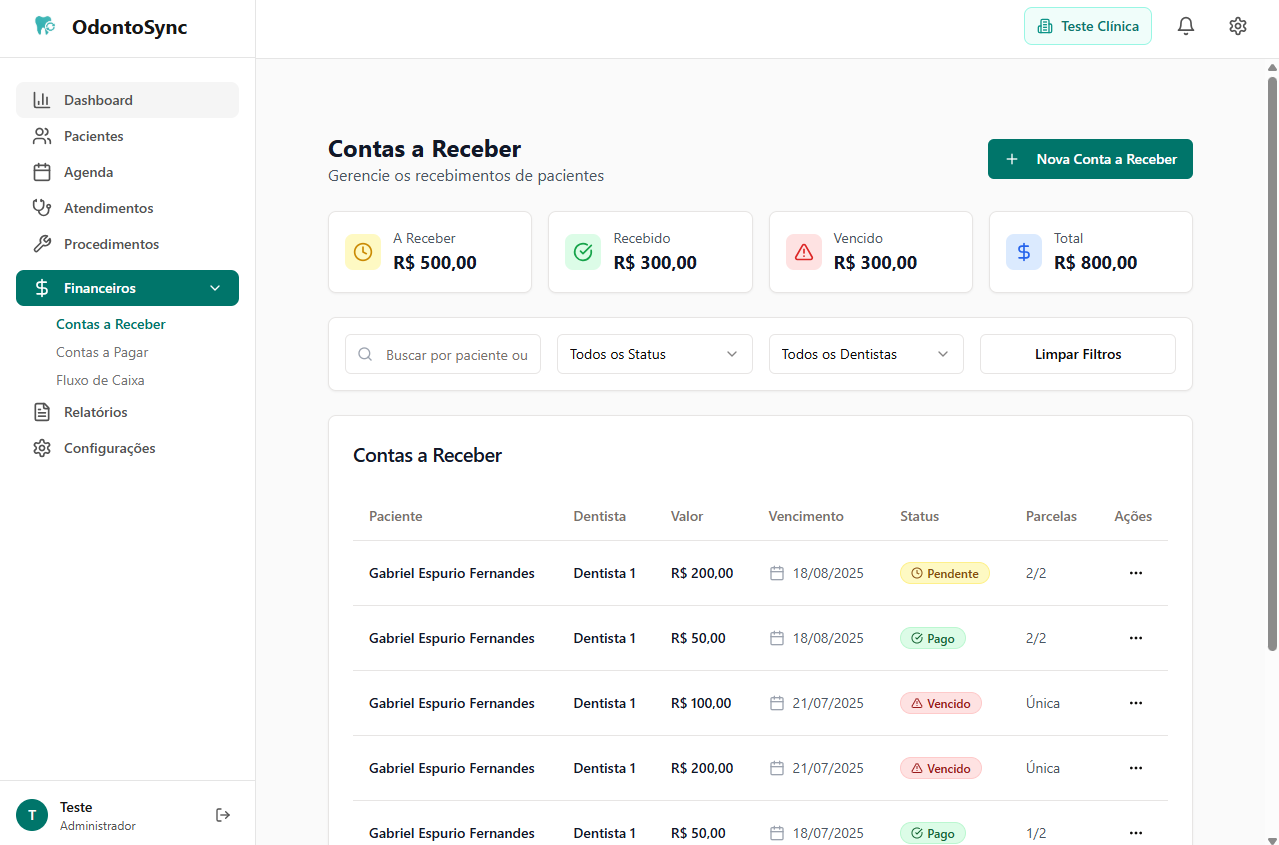 OdontoSync
Teste Clínica
Dashboard
Pacientes
Agenda
Atendimentos
Procedimentos
Financeiros
Contas a Receber
Contas a Pagar
Fluxo de Caixa
Relatórios
Configurações
T
Teste
Administrador
Contas a Receber
Gerencie os recebimentos de pacientes
Nova Conta a Receber
A Receber
R$ 500,00
Recebido
R$ 300,00
Vencido
R$ 300,00
Total
R$ 800,00
Buscar por paciente ou
Todos os Status
Todos os Dentistas
Limpar Filtros
Contas a Receber
Paciente Dentista Valor Vencimento Status Parcelas Ações
Gabriel Espurio Fernandes Dentista 1 R$ 200,00 18/08/2025 Pendente 2/2
Gabriel Espurio Fernandes Dentista 1 R$ 50,00 18/08/2025 Pago 2/2
Gabriel Espurio Fernandes Dentista 1 R$ 100,00 21/07/2025 Vencido Única
Gabriel Espurio Fernandes Dentista 1 R$ 200,00 21/07/2025 Vencido Única
Gabriel Espurio Fernandes Dentista 1 R$ 50,00 18/07/2025 Pago 1/2